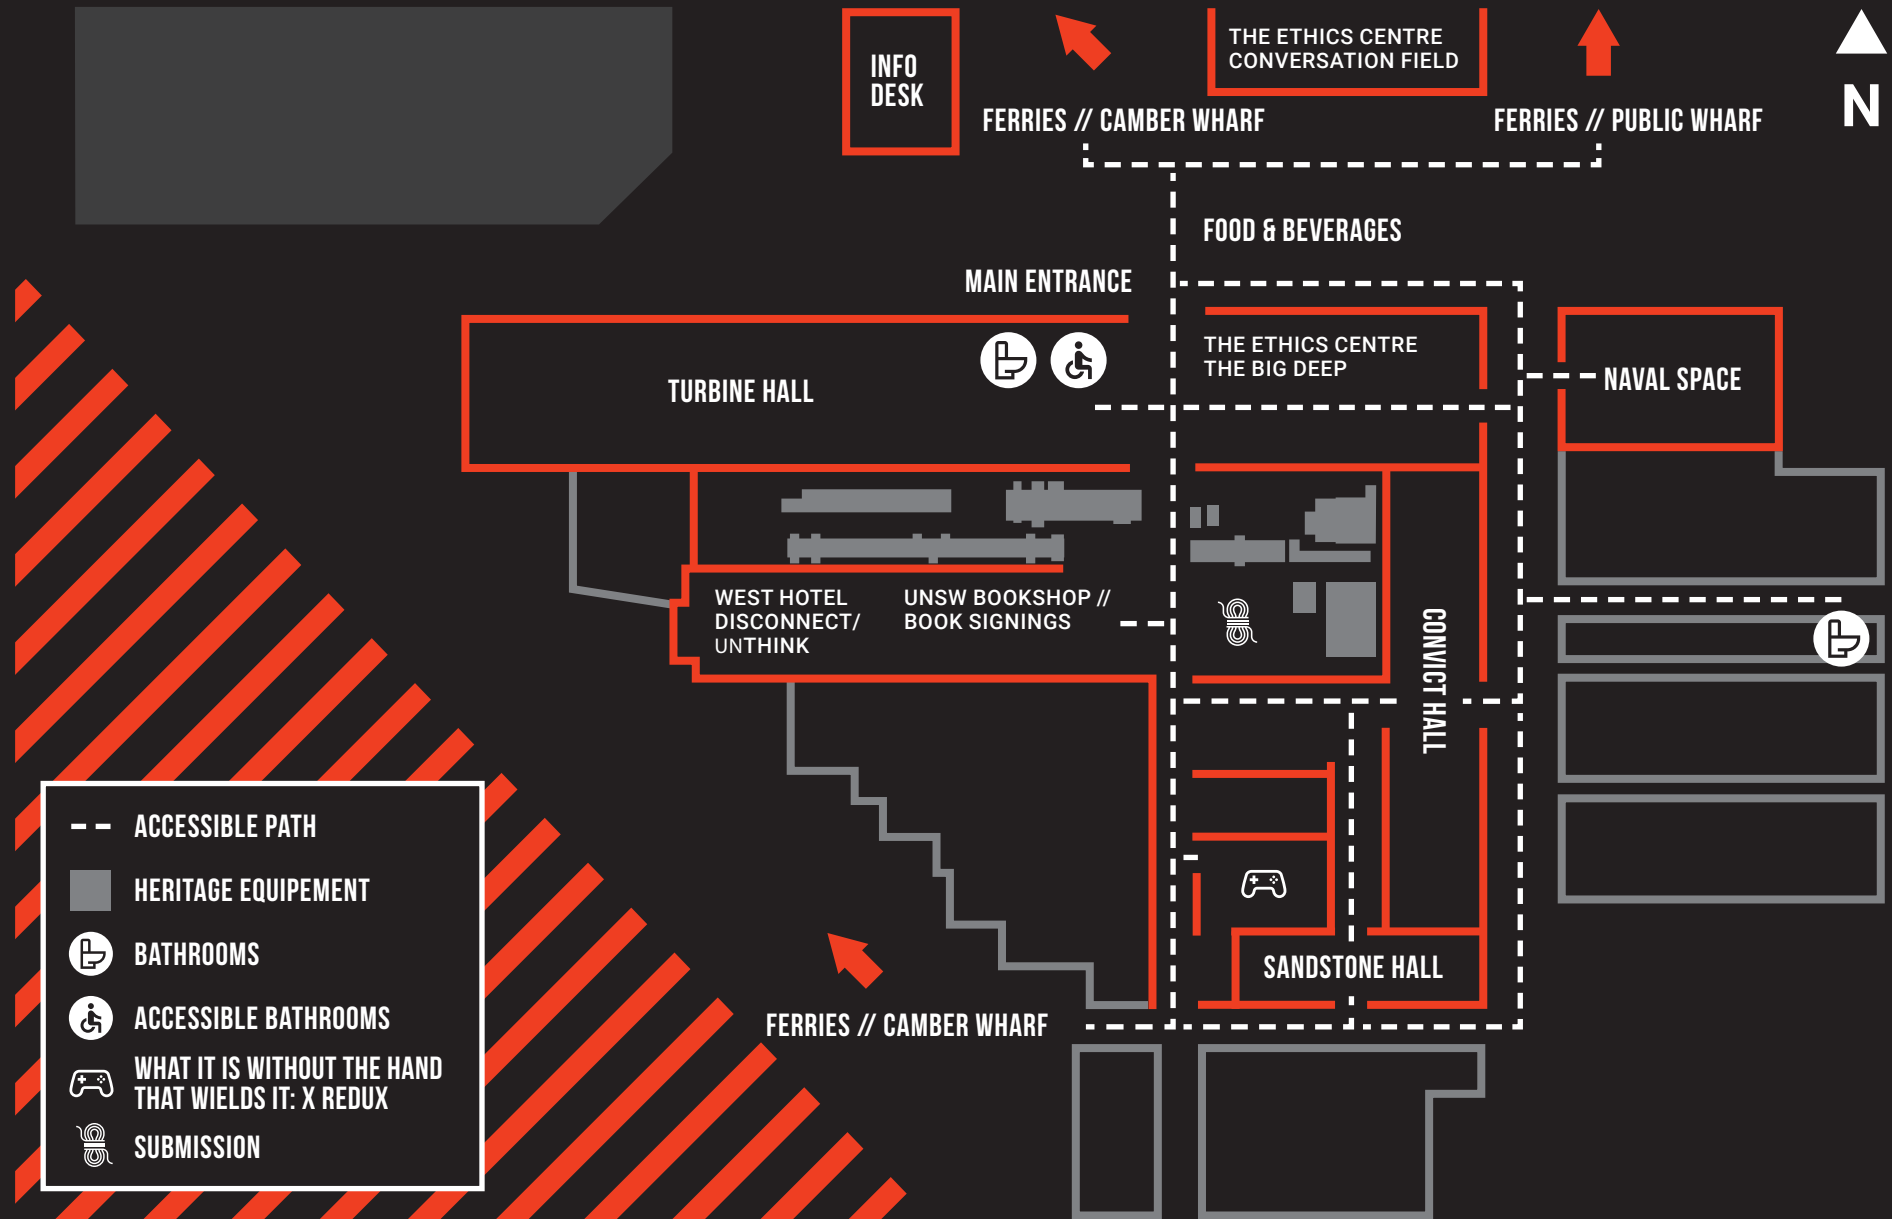 INFO
DESK
THE ETHICS CENTRE
CONVERSATION FIELD
N
FERRIES // CAMBER WHARF
FERRIES // PUBLIC WHARF
FOOD & BEVERAGES
MAIN ENTRANCE
THE ETHICS CENTRE
THE BIG DEEP
TURBINE HALL
NAVAL SPACE
WEST HOTEL
DISCONNECT/
UNTHINK
UNSW BOOKSHOP //
BOOK SIGNINGS
CONVICT HALL
SANDSTONE HALL
FERRIES // CAMBER WHARF
ACCESSIBLE PATH
HERITAGE EQUIPEMENT
BATHROOMS
ACCESSIBLE BATHROOMS
WHAT IT IS WITHOUT THE HAND
THAT WIELDS IT: X REDUX
SUBMISSION